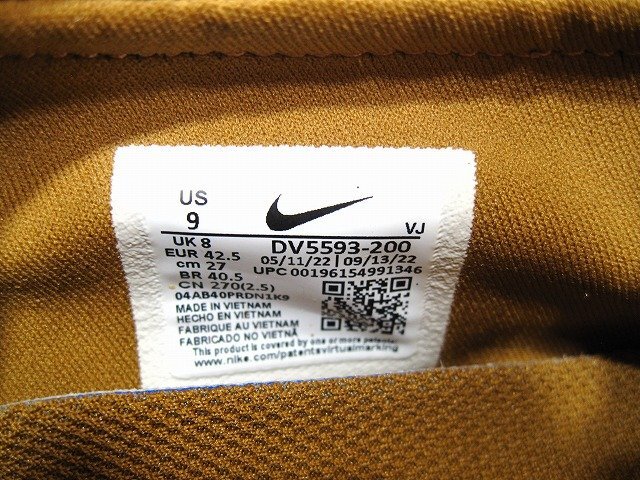 US
9
VJ
UK 8
DV5593-200
EUR 42.5
05/11/22 | 09/13/22
cm 27
UPC 00196154991346
BR 40.5
CN 270(2.5)
04AB40PRDN1K9
MADE IN VIETNAM
HECHO EN VIETNAM
FABRIQUE AU VIETNAM
FABRICADO NO VIETNÃ
This product is covered by one or more patents
www.nike.com/patentsvirtualmarking